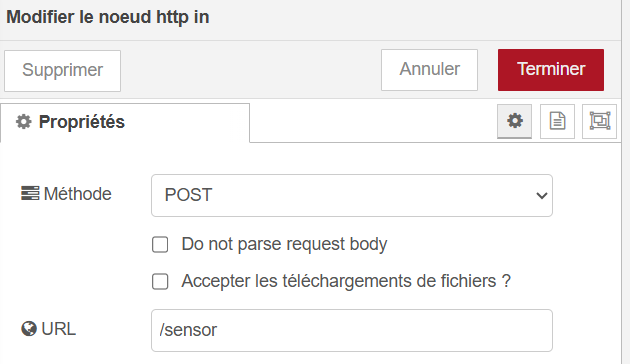 Modifier le noeud http in
Supprimer Annuler Terminer
Propriétés
Méthode POST
Do not parse request body
Accepter les téléchargements de fichiers ?
URL /sensor